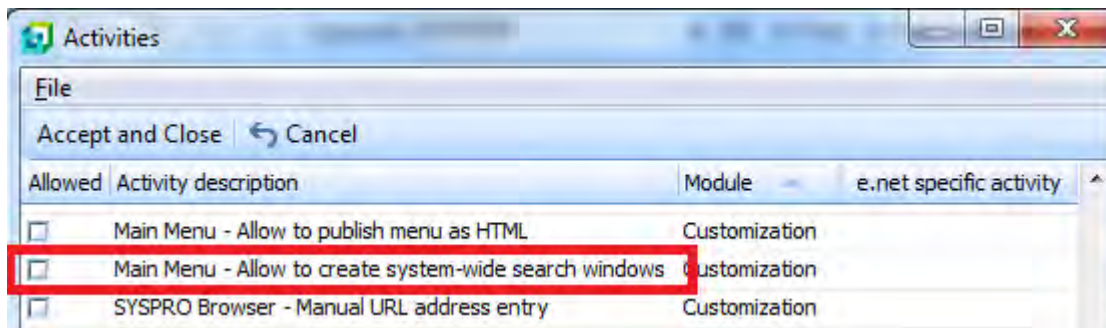 Activities
File
Accept and Close Cancel
Allowed Activity description Module e.net specific activity
Main Menu - Allow to publish menu as HTML Customization
Main Menu - Allow to create system-wide search windows Customization
SYSPRO Browser - Manual URL address entry Customization